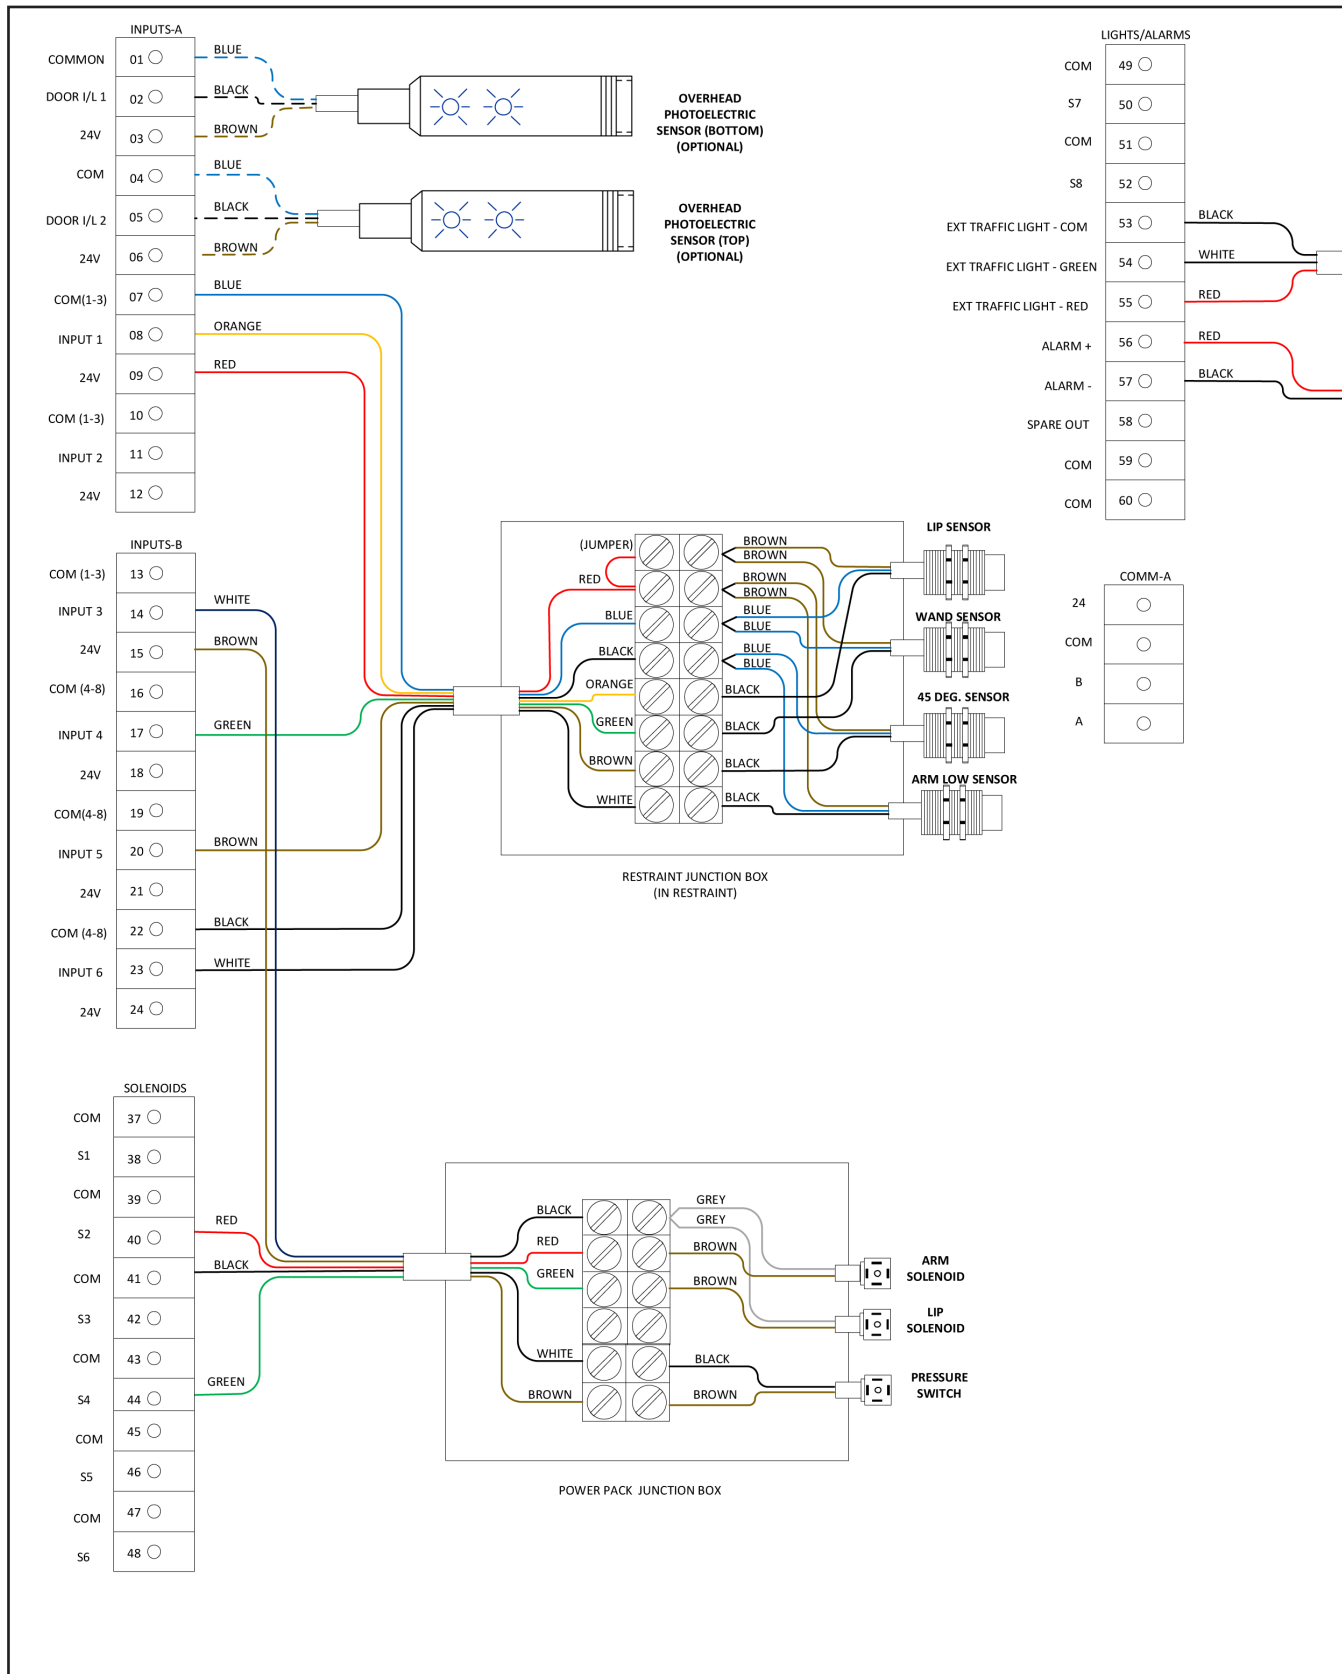 INPUTS-A
COMMON 01 BLUE
DOOR I/L 1 02 BLACK
24V 03 BROWN
COM 04 BLUE
DOOR I/L 2 05 BLACK
24V 06 BROWN
COM(1-3) 07 BLUE
INPUT 1 08 ORANGE
24V 09 RED
COM (1-3) 10
INPUT 2 11
24V 12
OVERHEAD
PHOTOELECTRIC
SENSOR (BOTTOM)
(OPTIONAL)
OVERHEAD
PHOTOELECTRIC
SENSOR (TOP)
(OPTIONAL)
LIGHTS/ALARMS
COM 49
S7 50
COM 51
S8 52
EXT TRAFFIC LIGHT - COM 53 BLACK
EXT TRAFFIC LIGHT - GREEN 54 WHITE
EXT TRAFFIC LIGHT - RED 55 RED
ALARM + 56 RED
ALARM - 57 BLACK
SPARE OUT 58
COM 59
COM 60
INPUTS-B
COM (1-3) 13
INPUT 3 14 WHITE
24V 15 BROWN
COM (4-8) 16
INPUT 4 17 GREEN
24V 18
COM(4-8) 19
INPUT 5 20 BROWN
24V 21
COM (4-8) 22 BLACK
INPUT 6 23 WHITE
24V 24
(JUMPER)
RED
BLUE
BLACK
ORANGE
GREEN
BROWN
WHITE
BROWN
BROWN
BROWN
BROWN
BLUE
BLUE
BLUE
BLUE
BLACK
BLACK
BLACK
BLACK
LIP SENSOR
WAND SENSOR
45 DEG. SENSOR
ARM LOW SENSOR
RESTRAINT JUNCTION BOX
(IN RESTRAINT)
COMM-A
24
COM
B
A
SOLENOIDS
COM 37
S1 38
COM 39
S2 40 RED
COM 41 BLACK
S3 42
COM 43
S4 44 GREEN
COM 45
S5 46
COM 47
S6 48
BLACK
RED
GREEN
WHITE
BROWN
GREY
GREY
BROWN
BROWN
BLACK
BROWN
ARM
SOLENOID
LIP
SOLENOID
PRESSURE
SWITCH
POWER PACK JUNCTION BOX